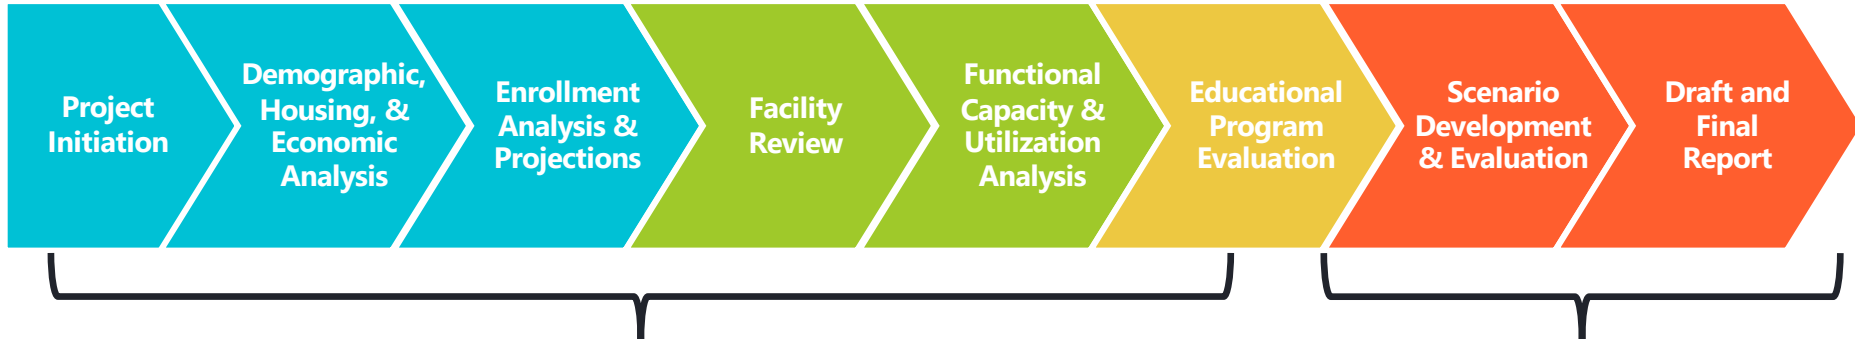 Project
Initiation
Demographic,
Housing, &
Economic
Analysis
Enrollment
Analysis &
Projections
Facility
Review
Functional
Capacity &
Utilization
Analysis
Educational
Program
Evaluation
Scenario
Development
& Evaluation
Draft and
Final
Report